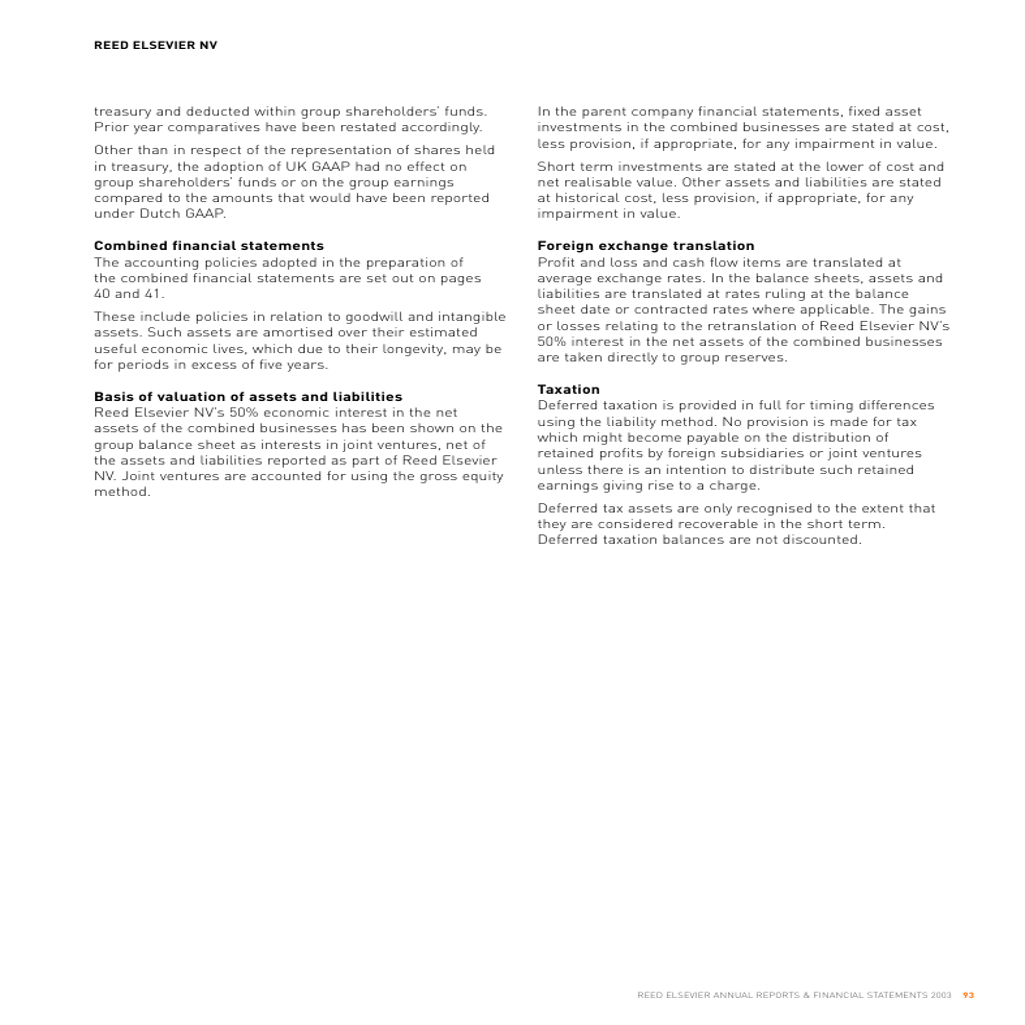 REED ELSEVIER NV
treasury and deducted within group shareholders’ funds.
Prior year comparatives have been restated accordingly.
Other than in respect of the representation of shares held
in treasury, the adoption of UK GAAP had no effect on
group shareholders’ funds or on the group earnings
compared to the amounts that would have been reported
under Dutch GAAP.
Combined financial statements
The accounting policies adopted in the preparation of
the combined financial statements are set out on pages
40 and 41.
These include policies in relation to goodwill and intangible
assets. Such assets are amortised over their estimated
useful economic lives, which due to their longevity, may be
for periods in excess of five years.
Basis of valuation of assets and liabilities
Reed Elsevier NV’s 50% economic interest in the net
assets of the combined businesses has been shown on the
group balance sheet as interests in joint ventures, net of
the assets and liabilities reported as part of Reed Elsevier
NV. Joint ventures are accounted for using the gross equity
method.
In the parent company financial statements, fixed asset
investments in the combined businesses are stated at cost,
less provision, if appropriate, for any impairment in value.
Short term investments are stated at the lower of cost and
net realisable value. Other assets and liabilities are stated
at historical cost, less provision, if appropriate, for any
impairment in value.
Foreign exchange translation
Profit and loss and cash flow items are translated at
average exchange rates. In the balance sheets, assets and
liabilities are translated at rates ruling at the balance
sheet date or contracted rates where applicable. The gains
or losses relating to the retranslation of Reed Elsevier NV’s
50% interest in the net assets of the combined businesses
are taken directly to group reserves.
Taxation
Deferred taxation is provided in full for timing differences
using the liability method. No provision is made for tax
which might become payable on the distribution of
retained profits by foreign subsidiaries or joint ventures
unless there is an intention to distribute such retained
earnings giving rise to a charge.
Deferred tax assets are only recognised to the extent that
they are considered recoverable in the short term.
Deferred taxation balances are not discounted.
REED ELSEVIER ANNUAL REPORTS & FINANCIAL STATEMENTS 2003 93